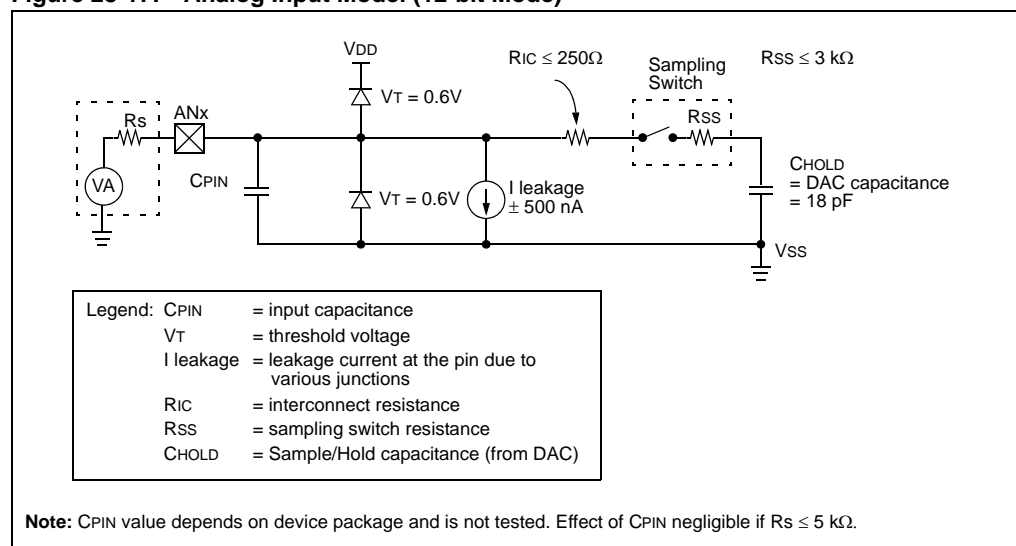 VDD
RIC ≤ 250Ω
Sampling
Switch
RSS ≤ 3 kΩ
VT = 0.6V
Rs
ANx
RSS
VA
CPIN
VT = 0.6V
I leakage
± 500 nA
CHOLD
= DAC capacitance
= 18 pF
VSS
Legend: CPIN = input capacitance
VT = threshold voltage
I leakage = leakage current at the pin due to
various junctions
RIC = interconnect resistance
RSS = sampling switch resistance
CHOLD = Sample/Hold capacitance (from DAC)
Note: CPIN value depends on device package and is not tested. Effect of CPIN negligible if Rs ≤ 5 kΩ.